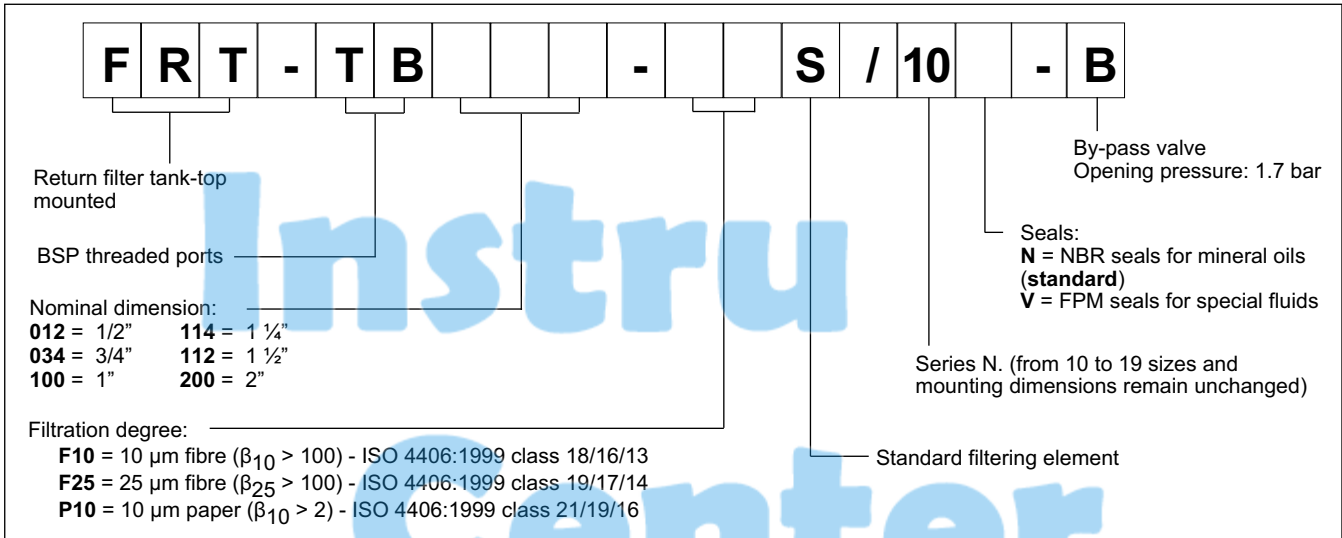 F R T - T B - S / 10 - B
Return filter tank-top
mounted
BSP threaded ports
Nominal dimension:
012 = 1/2” 114 = 1 ¼”
034 = 3/4” 112 = 1 ½”
100 = 1” 200 = 2”
Filtration degree:
F10 = 10 μm fibre (β10 > 100) - ISO 4406:1999 class 18/16/13
F25 = 25 μm fibre (β25 > 100) - ISO 4406:1999 class 19/17/14
P10 = 10 μm paper (β10 > 2) - ISO 4406:1999 class 21/19/16
By-pass valve
Opening pressure: 1.7 bar
Seals:
N = NBR seals for mineral oils
(standard)
V = FPM seals for special fluids
Series N. (from 10 to 19 sizes and
mounting dimensions remain unchanged)
Standard filtering element
Instru
Center